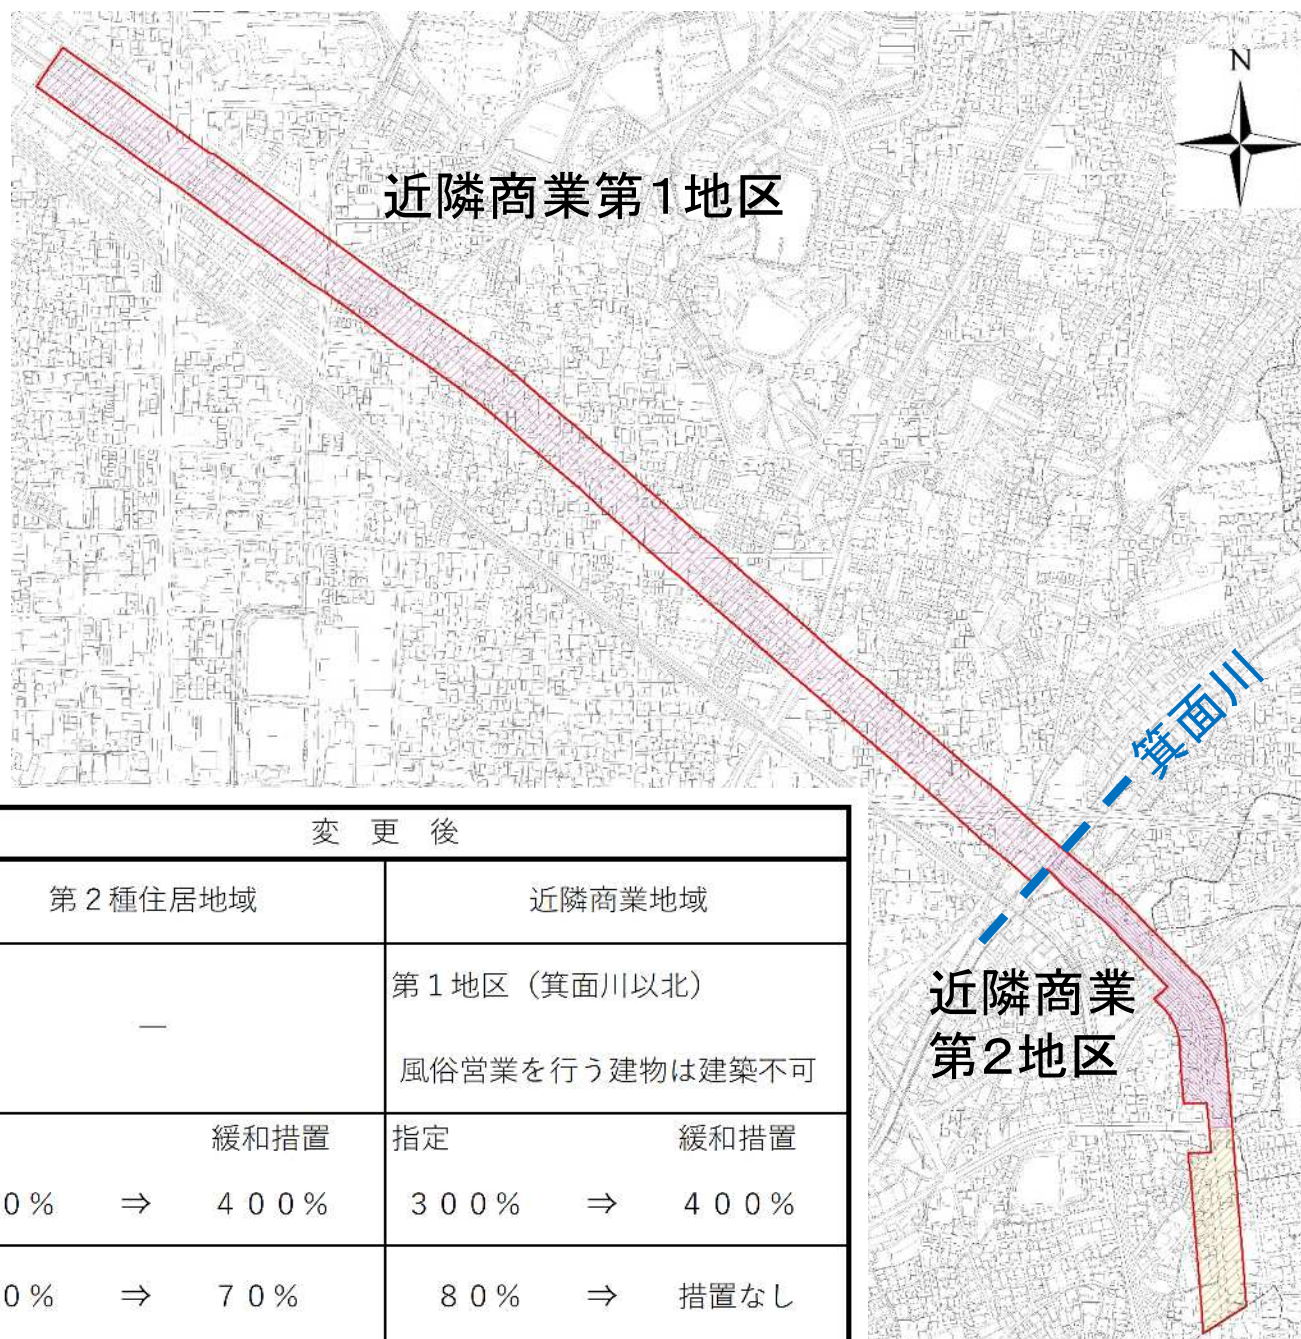 N
近隣商業第1地区
箕面川
近隣商業
第2地区
変 更 後
第2種住居地域 近隣商業地域
― 第1地区（箕面川以北）
風俗営業を行う建物は建築不可
緩和措置 指定 緩和措置
0% ⇒ 400% 300% ⇒ 400%
0% ⇒ 70% 80% ⇒ 措置なし